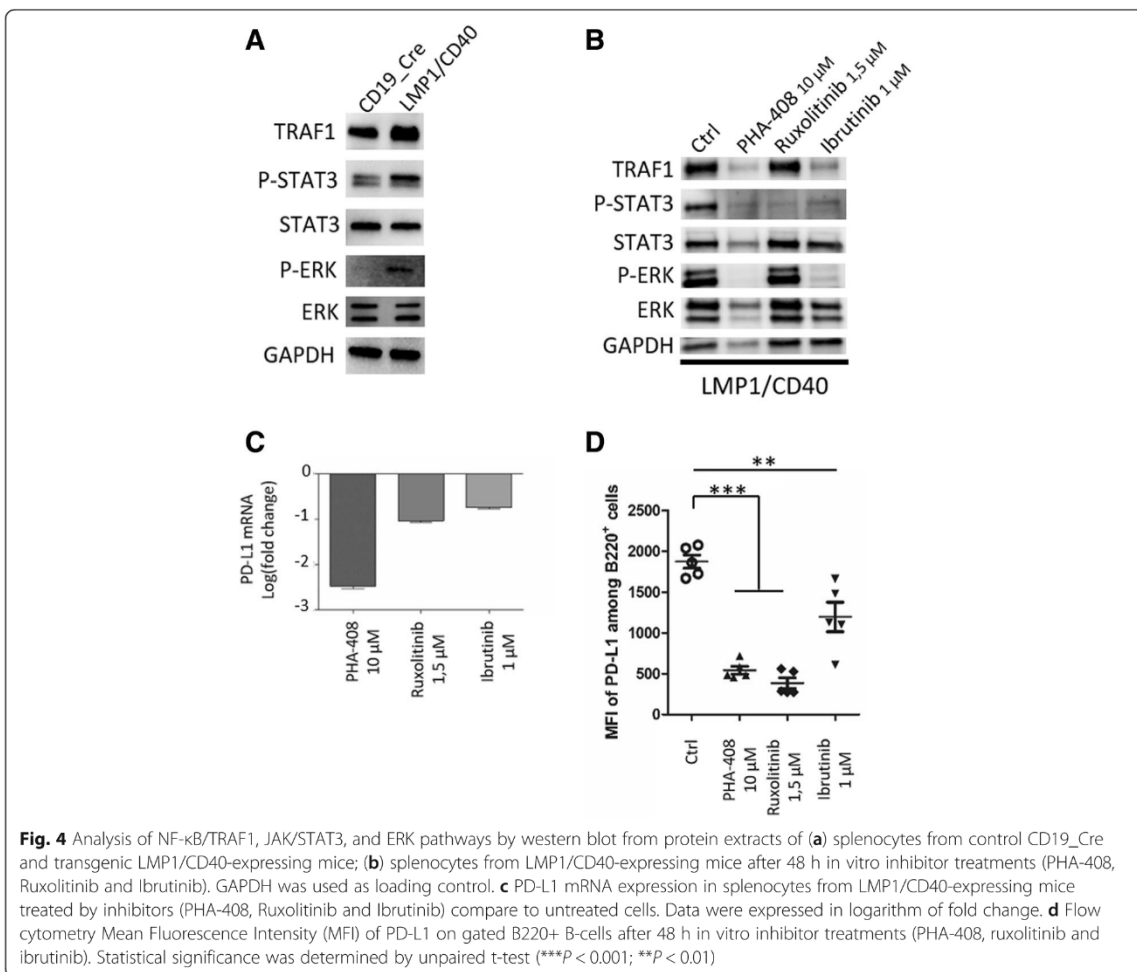 A
CD19_Cre
LMP1/CD40
TRAF1
P-STAT3
STAT3
P-ERK
ERK
GAPDH
B
Ctrl
PHA-408 10 µM
Ruxolitinib 1,5 µM
Ibrutinib 1 µM
TRAF1
P-STAT3
STAT3
P-ERK
ERK
GAPDH
LMP1/CD40
C
PD-L1 mRNA
Log(fold change)
0
-1
-2
-3
PHA-408
10 µM
Ruxolitinib
1,5 µM
Ibrutinib
1 µM
D
**
***
MFI of PD-L1 among B220⁺ cells
2500
2000
1500
1000
500
0
Ctrl
PHA-408
10 µM
Ruxolitinib
1,5 µM
Ibrutinib
1 µM
Fig. 4 Analysis of NF-κB/TRAF1, JAK/STAT3, and ERK pathways by western blot from protein extracts of (a) splenocytes from control CD19_Cre
and transgenic LMP1/CD40-expressing mice; (b) splenocytes from LMP1/CD40-expressing mice after 48 h in vitro inhibitor treatments (PHA-408,
Ruxolitinib and Ibrutinib). GAPDH was used as loading control. c PD-L1 mRNA expression in splenocytes from LMP1/CD40-expressing mice
treated by inhibitors (PHA-408, Ruxolitinib and Ibrutinib) compare to untreated cells. Data were expressed in logarithm of fold change. d Flow
cytometry Mean Fluorescence Intensity (MFI) of PD-L1 on gated B220+ B-cells after 48 h in vitro inhibitor treatments (PHA-408, ruxolitinib and
ibrutinib). Statistical significance was determined by unpaired t-test (***P < 0.001; **P < 0.01)